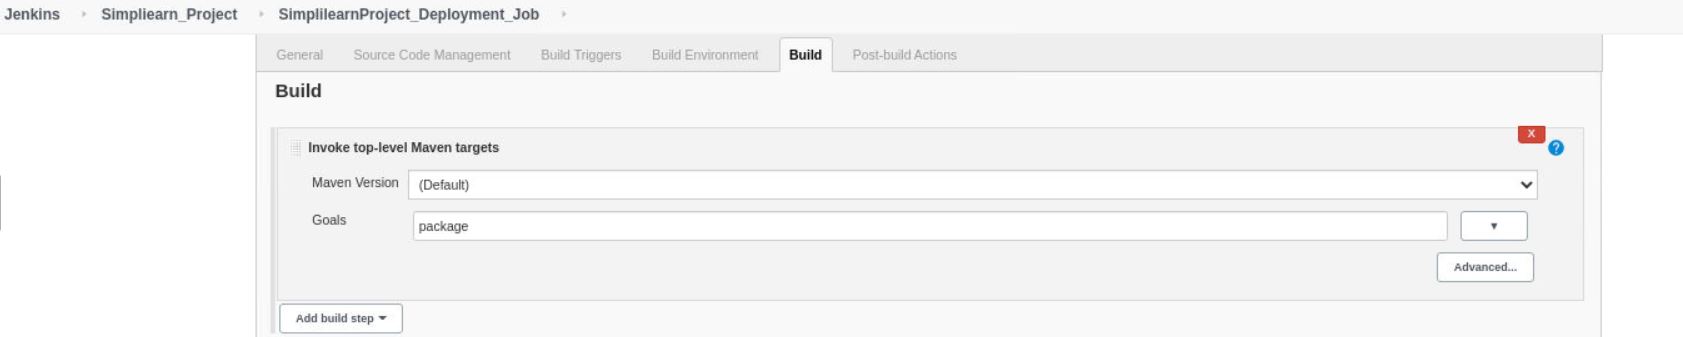 Jenkins Simpliearn_Project SimplilearnProject_Deployment_Job
General Source Code Management Build Triggers Build Environment Build Post-build Actions
Build
X
Invoke top-level Maven targets ?
Maven Version (Default)
Goals package
Advanced...
Add build step